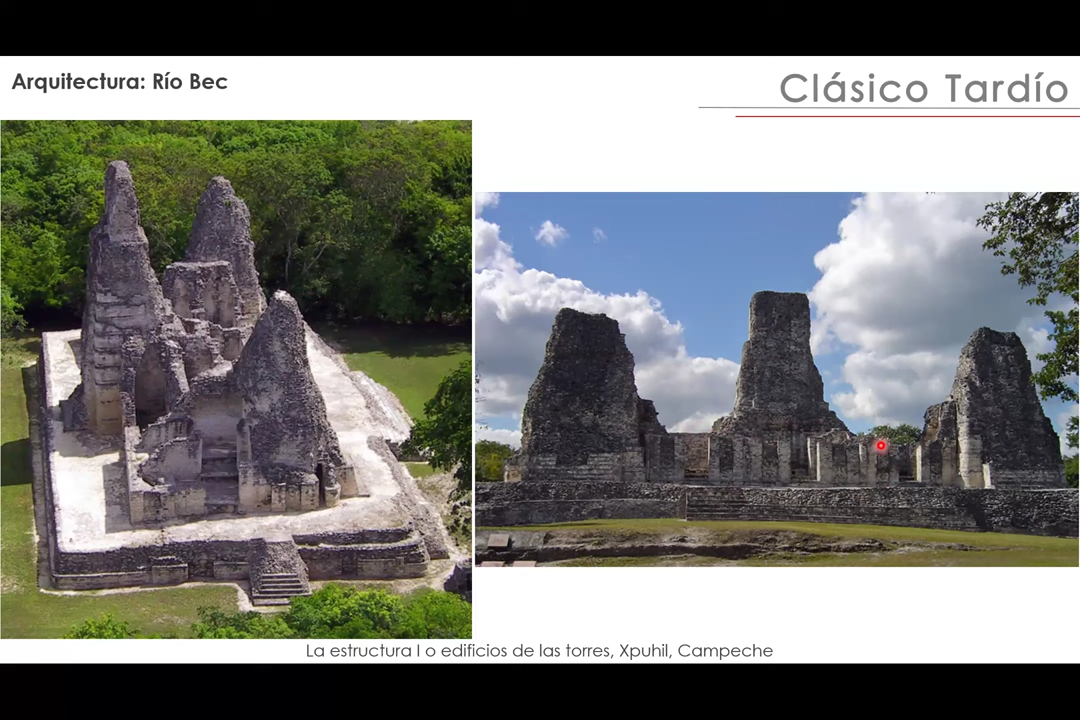 Arquitectura: Río Bec
Clásico Tardío
La estructura I o edificios de las torres, Xpuhil, Campeche